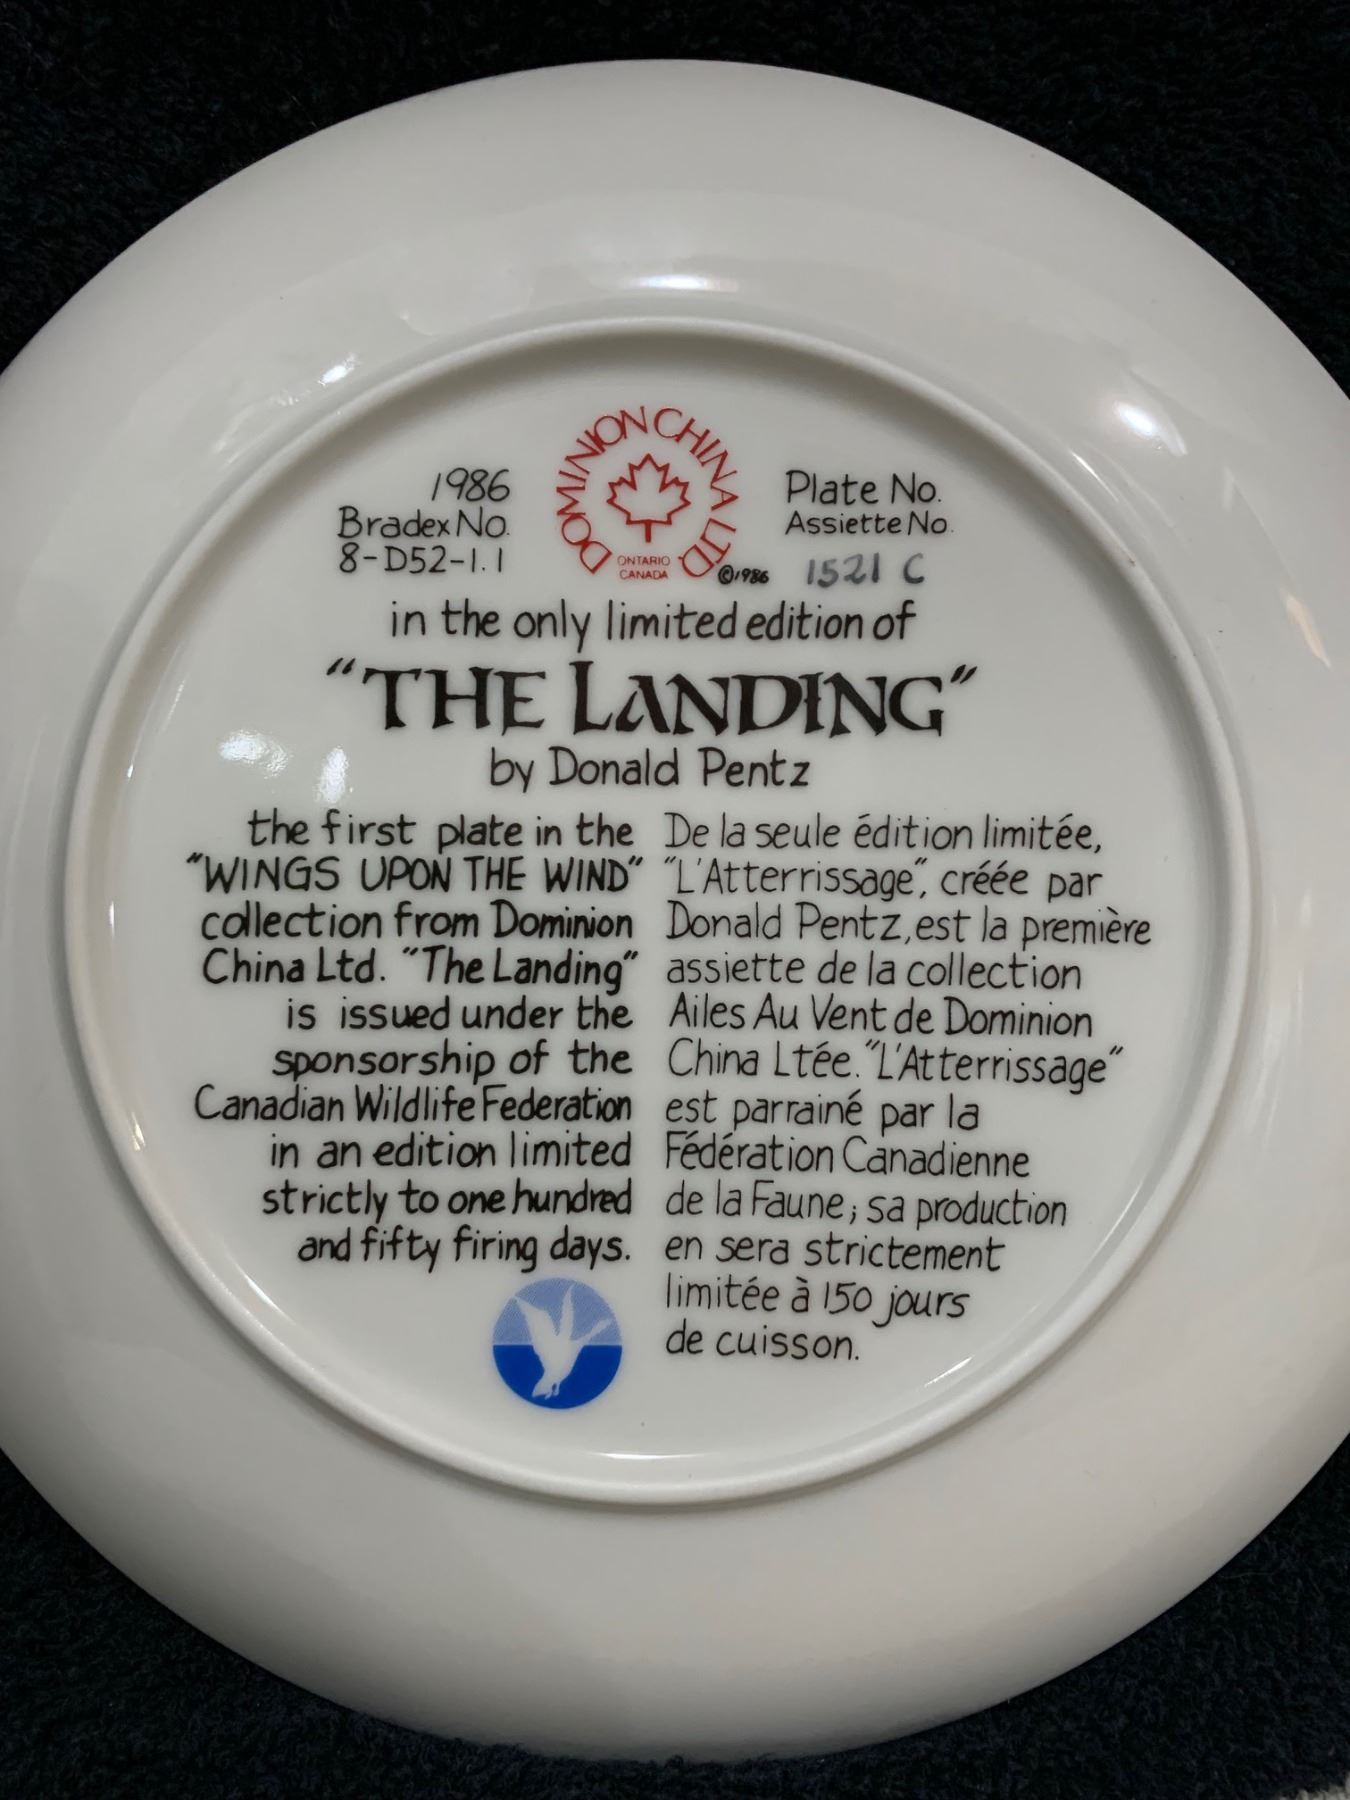 1986
Bradex No.
8-D52-1.1
DOMINION CHINA LTD.
ONTARIO
CANADA
©1986
Plate No.
Assiette No.
1521 C
in the only limited edition of
"THE LANDING"
by Donald Pentz
the first plate in the
"WINGS UPON THE WIND"
collection from Dominion
China Ltd. "The Landing"
is issued under the
sponsorship of the
Canadian Wildlife Federation
in an edition limited
strictly to one hundred
and fifty firing days.
De la seule édition limitée,
"L'Atterrissage", créée par
Donald Pentz, est la première
assiette de la collection
Ailes Au Vent de Dominion
China Ltée. "L'Atterrissage"
est parrainé par la
Fédération Canadienne
de la Faune; sa production
en sera strictement
limitée à 150 jours
de cuisson.